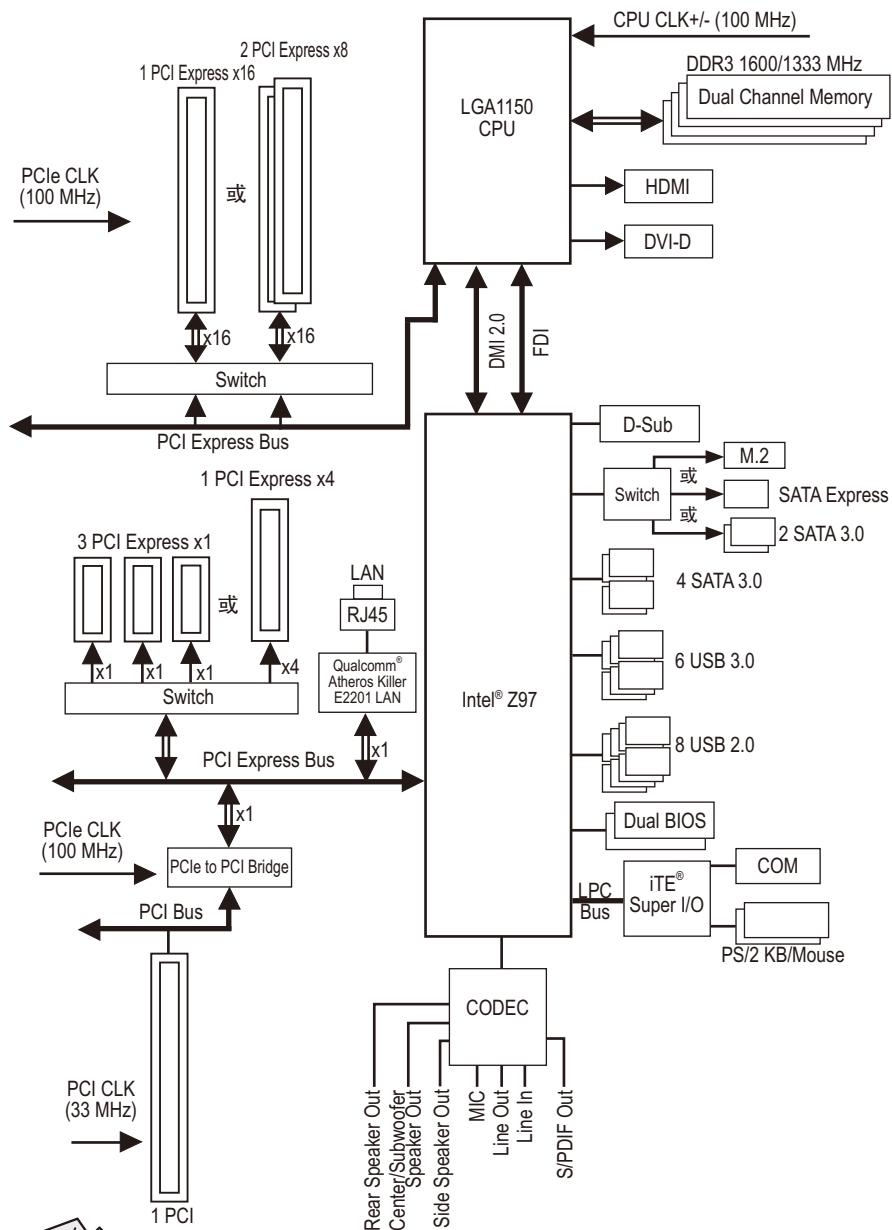 CPU CLK+/- (100 MHz)
2 PCI Express x8
1 PCI Express x16
DDR3 1600/1333 MHz
Dual Channel Memory
LGA1150
CPU
PCIe CLK
(100 MHz)
或
HDMI
DVI-D
x16
x16
Switch
DMI 2.0
FDI
PCI Express Bus
D-Sub
M.2
或
Switch
SATA Express
或
2 SATA 3.0
1 PCI Express x4
3 PCI Express x1
LAN
RJ45
4 SATA 3.0
或
Qualcomm®
Atheros Killer
E2201 LAN
x1
x1
x1
x4
Switch
Intel® Z97
6 USB 3.0
8 USB 2.0
x1
PCI Express Bus
x1
Dual BIOS
PCIe CLK
(100 MHz)
PCIe to PCI Bridge
LPC
Bus
iTE®
Super I/O
COM
PCI Bus
PS/2 KB/Mouse
CODEC
PCI CLK
(33 MHz)
Rear Speaker Out
Center/Subwoofer
Speaker Out
Side Speaker Out
MIC
Line Out
Line In
S/PDIF Out
1 PCI